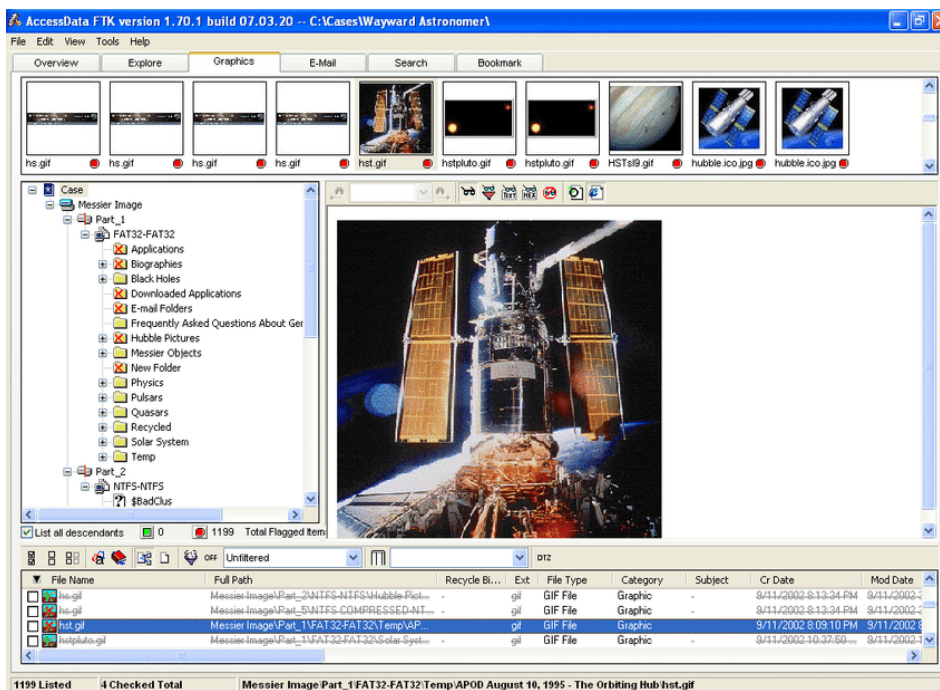 AccessData FTK version 1.70.1 build 07.03.20 -- C:\Cases\Wayward Astronomer\
File Edit View Tools Help
Overview Explore Graphics E-Mail Search Bookmark
hs.gif hs.gif hs.gif hs.gif hst.gif hstpluto.gif hstpluto.gif HSTsl9.gif hubble.ico.jpg hubble.ico.jpg
Case
Messier Image
Part_1
FAT32-FAT32
Applications
Biographies
Black Holes
Downloaded Applications
E-mail Folders
Frequently Asked Questions About Ger
Hubble Pictures
Messier Objects
New Folder
Physics
Pulsars
Quasars
Recycled
Solar System
Temp
Part_2
NTFS-NTFS
$BadClus
TEXT HEX
List all descendants 0 1199 Total Flagged Item
OFF Unfiltered DTZ
File Name Full Path Recycle Bi... Ext File Type Category Subject Cr Date Mod Date
hs.gif Messier Image\Part_2\NTFS-NTFS\Hubble Pict... - gif GIF File Graphic - 9/11/2002 8:13:34 PM 9/11/2002
hs.gif Messier Image\Part_5\NTFS COMPRESSED-NT... - gif GIF File Graphic - 9/11/2002 8:13:34 PM 9/11/2002
hst.gif Messier Image\Part_1\FAT32-FAT32\Temp\AP... gif GIF File Graphic 9/11/2002 8:09:10 PM 9/11/2002 8
hstpluto.gif Messier Image\Part_1\FAT32-FAT32\Solar Syst... - gif GIF File Graphic - 9/11/2002 10:37:50 ... 9/11/2002
1199 Listed 4 Checked Total Messier Image\Part_1\FAT32-FAT32\Temp\APOD August 10, 1995 - The Orbiting Hub\hst.gif